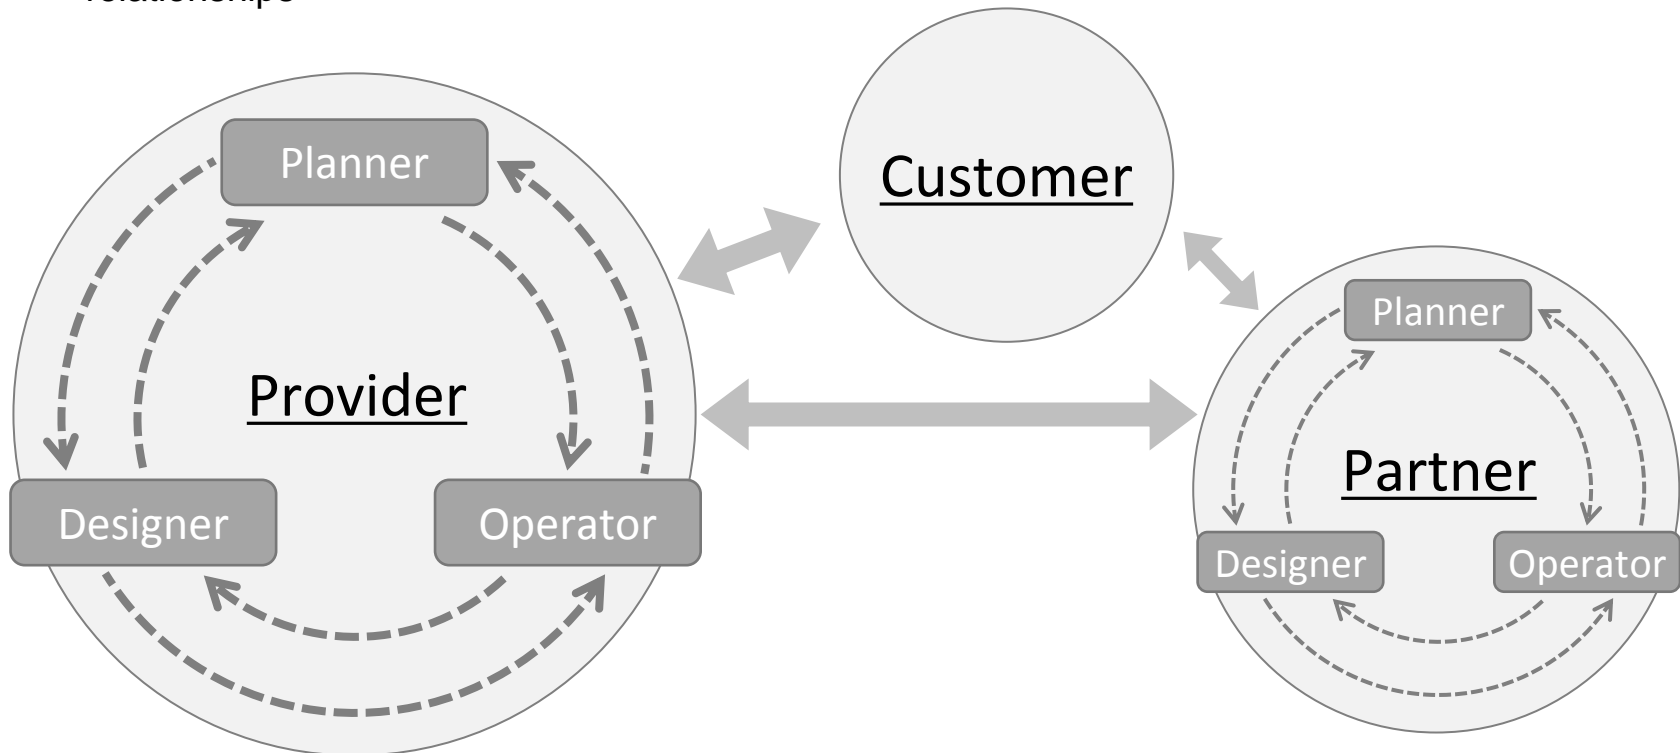 Planner
Designer
Operator
Provider
Customer
Planner
Designer
Operator
Partner